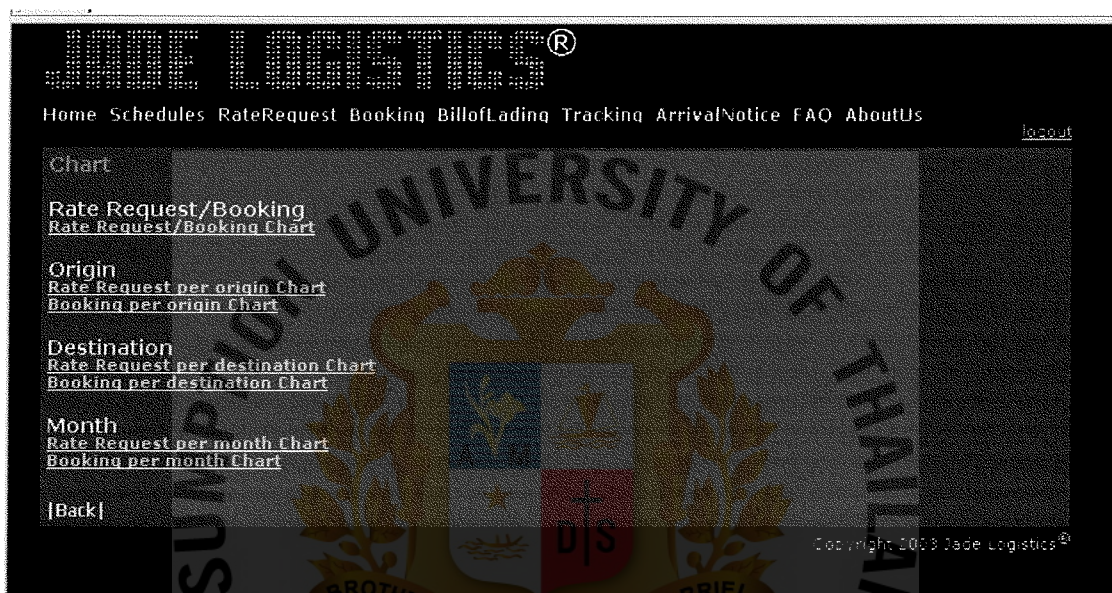 JADE LOGISTICS®
Home Schedules RateRequest Booking BillofLading Tracking ArrivalNotice FAQ AboutUs
logout
Chart
Rate Request/Booking
Rate Request/Booking Chart
Origin
Rate Request per origin Chart
Booking per origin Chart
Destination
Rate Request per destination Chart
Booking per destination Chart
Month
Rate Request per month Chart
Booking per month Chart
|Back|
Copyright 2003 Jade Logistics®
UNIVERSITY OF
D S